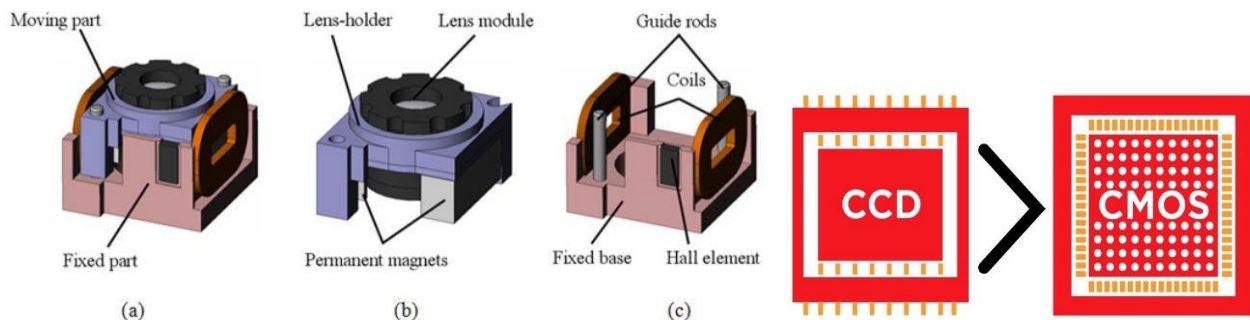 Moving part
Fixed part
(a)
Lens-holder
Lens module
Permanent magnets
(b)
Guide rods
Coils
Fixed base
Hall element
(c)
CCD
CMOS